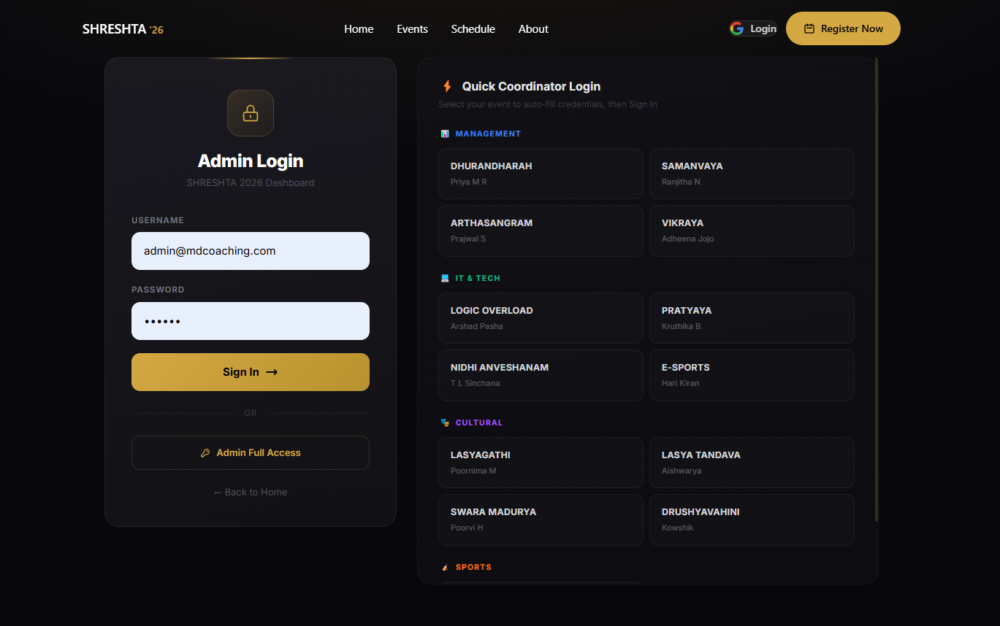 SHRESHTA '26
Home
Events
Schedule
About
Login
Register Now
Admin Login
SHRESHTA 2026 Dashboard
USERNAME
admin@mdcoaching.com
PASSWORD
••••••
Sign In →
OR
Admin Full Access
← Back to Home
Quick Coordinator Login
Select your event to auto-fill credentials, then Sign In
MANAGEMENT
DHURANDHARAH
Priya M R
SAMANVAYA
Ranjitha N
ARTHASANGRAM
Prajwal S
VIKRAYA
Adheena Jojo
IT & TECH
LOGIC OVERLOAD
Arshad Pasha
PRATYAYA
Kruthika B
NIDHI ANVESHANAM
T L Sinchana
E-SPORTS
Hari Kiran
CULTURAL
LASYAGATHI
Poornima M
LASYA TANDAVA
Aishwarya
SWARA MADURYA
Poorvi H
DRUSHYAVAHINI
Kowshik
SPORTS